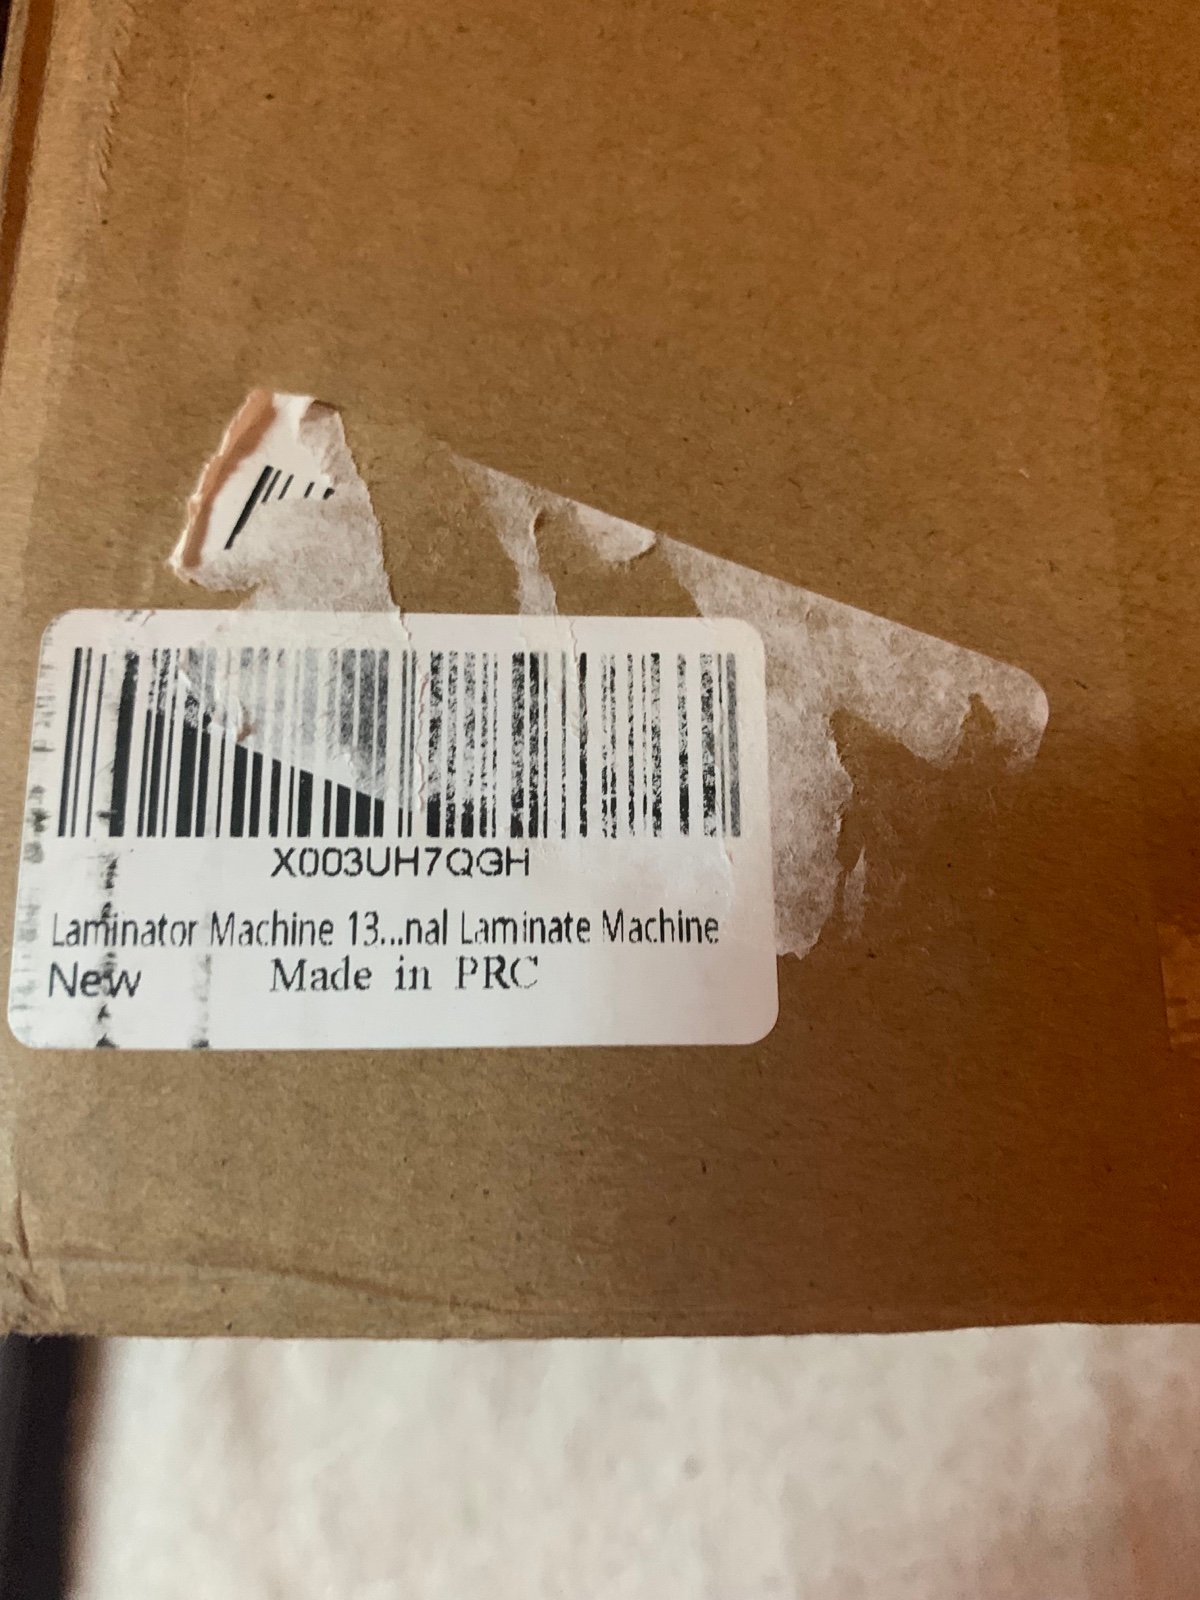 X003UH7QGH
Laminator Machine 13...nal Laminate Machine
New
Made in PRC